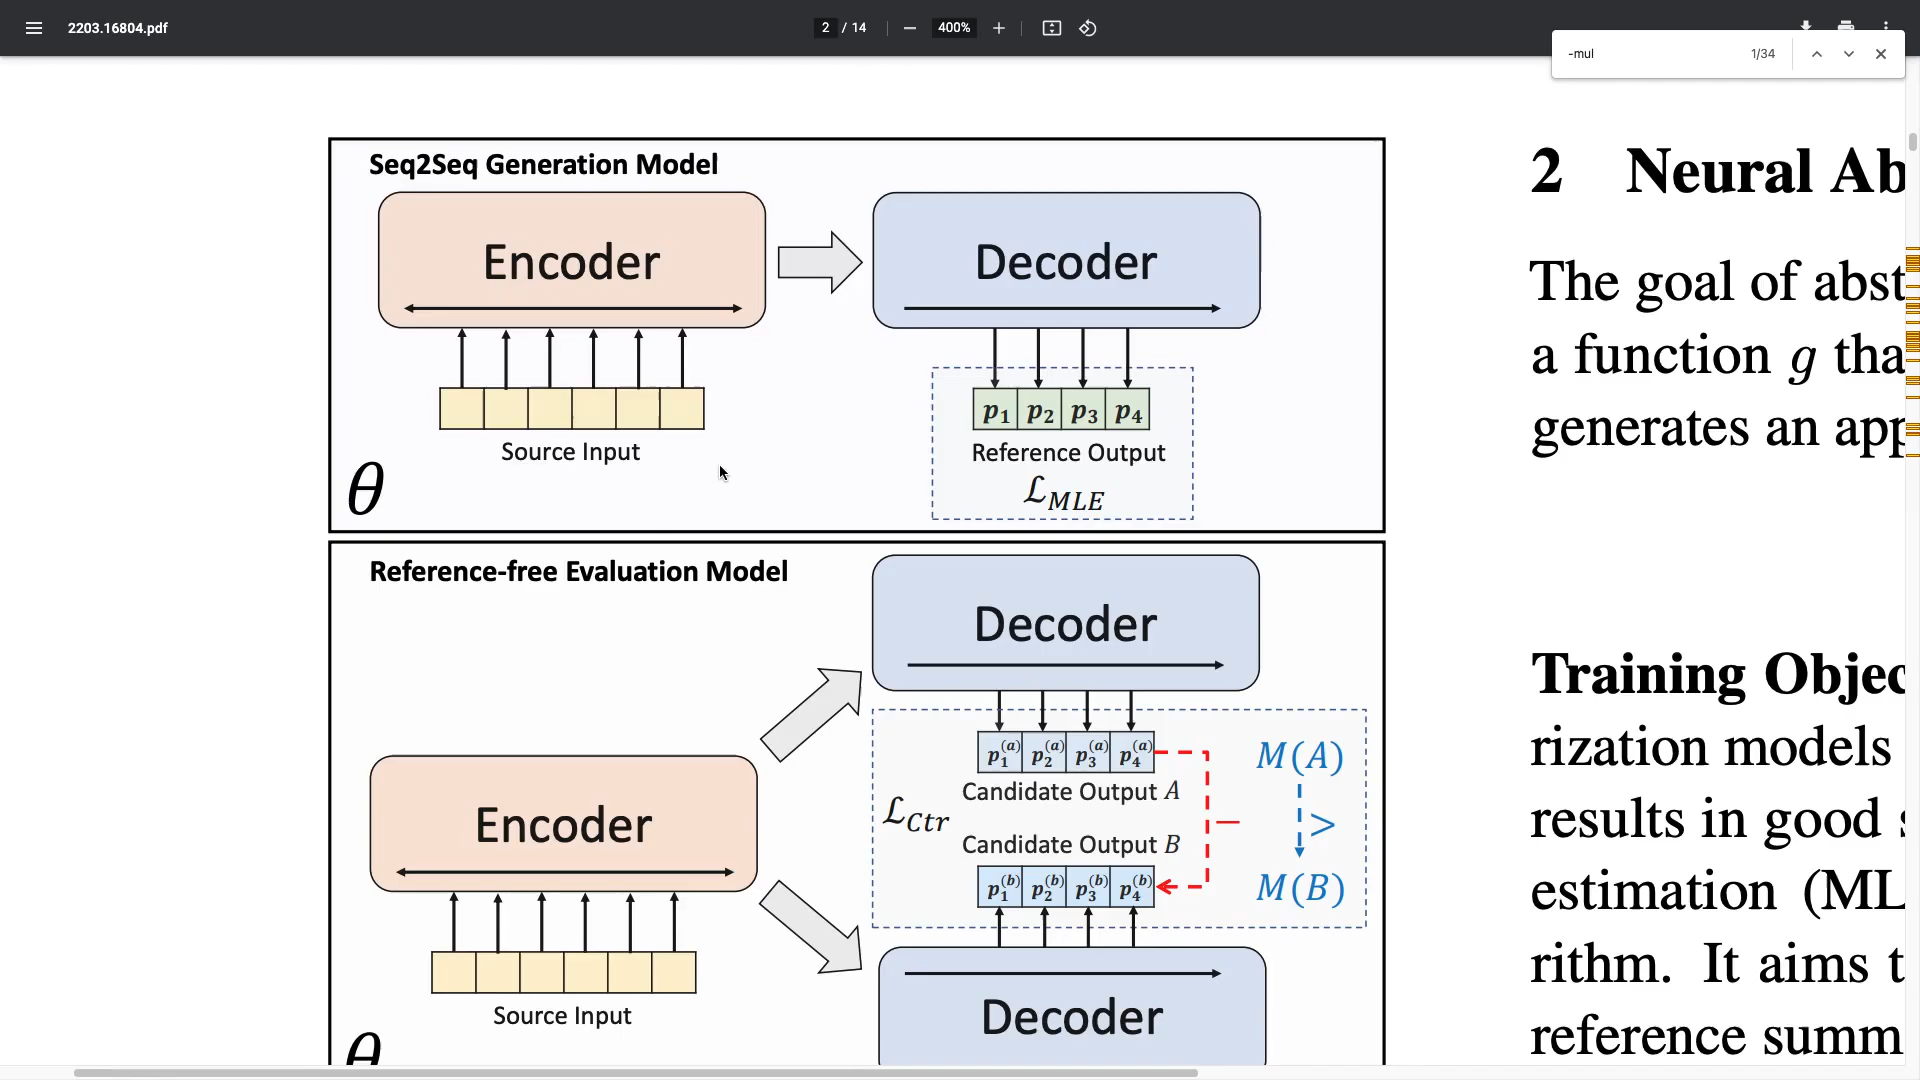 2203.16804.pdf
2 / 14
400%
-mul
1/34
Seq2Seq Generation Model
Encoder
Decoder
p1 p2 p3 p4
Source Input
Reference Output
θ
ℒMLE
Reference-free Evaluation Model
Decoder
p1(a) p2(a) p3(a) p4(a)
M(A)
Candidate Output A
ℒCtr
>
Encoder
Candidate Output B
p1(b) p2(b) p3(b) p4(b)
M(B)
Source Input
Decoder
θ
2 Neural Ab
The goal of abst
a function g tha
generates an app
Training Objec
rization models
results in good s
estimation (ML
rithm. It aims t
reference summ